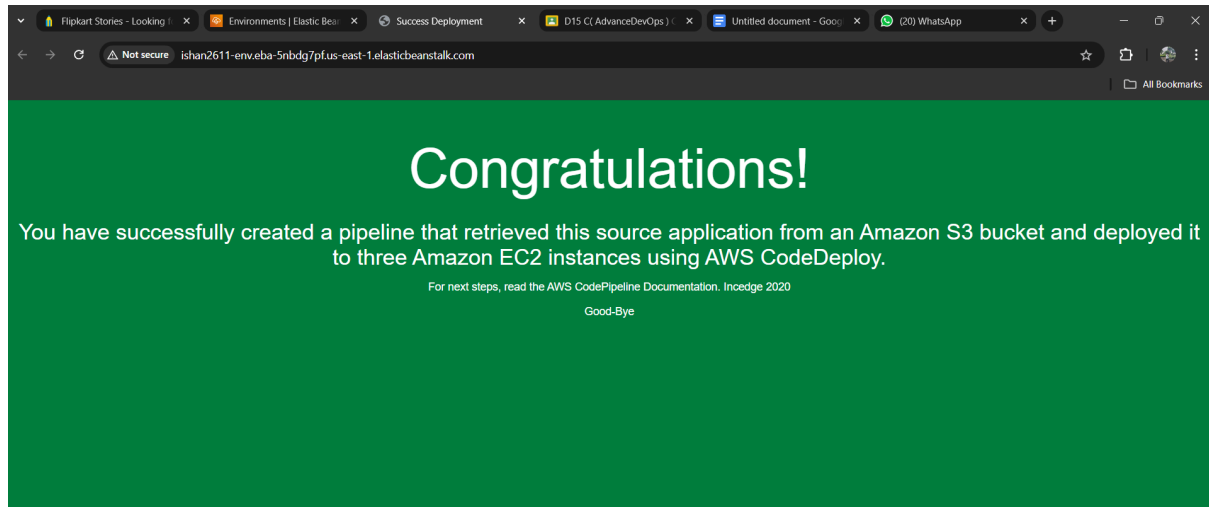 Flipkart Stories - Looking
Environments | Elastic Bean
Success Deployment
D15 C( AdvanceDevOps )
Untitled document - Goog
(20) WhatsApp
Not secure
ishan2611-env.eba-5nbdg7pf.us-east-1.elasticbeanstalk.com
All Bookmarks
Congratulations!
You have successfully created a pipeline that retrieved this source application from an Amazon S3 bucket and deployed it
to three Amazon EC2 instances using AWS CodeDeploy.
For next steps, read the AWS CodePipeline Documentation. Incedge 2020
Good-Bye